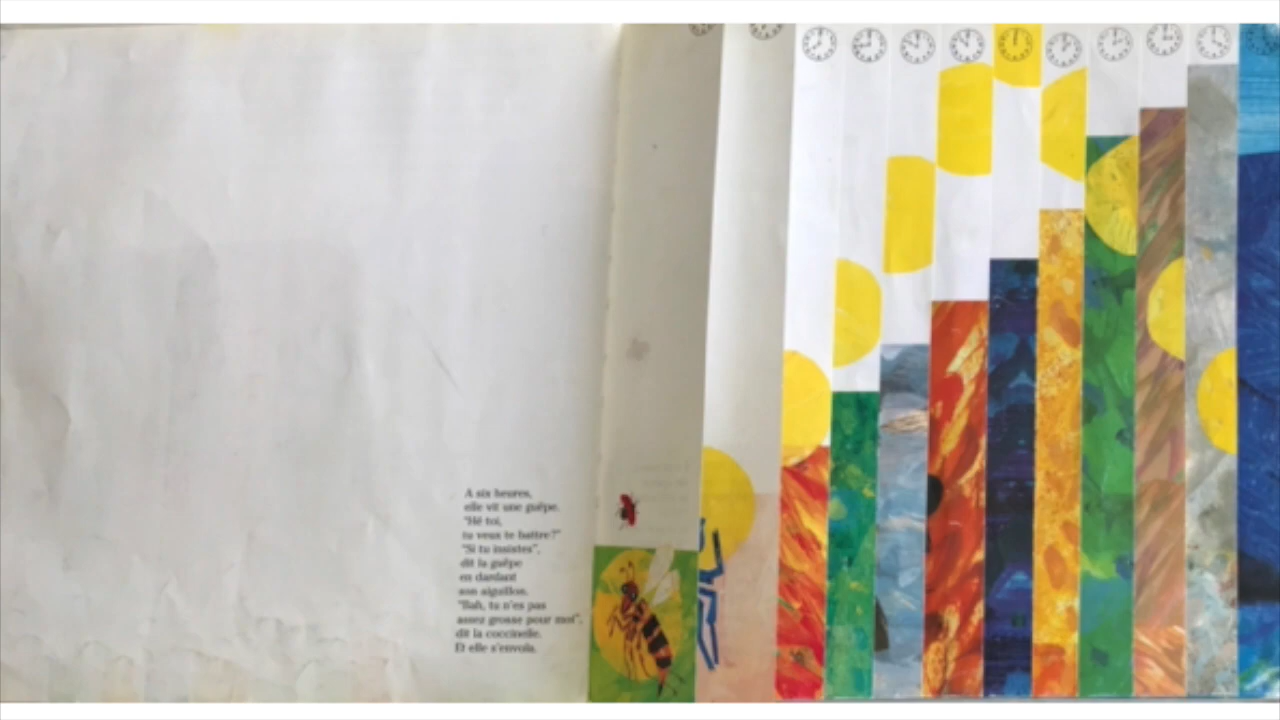 A six heures,
elle vit une guêpe.
"Hé toi,
tu veux te battre?"
"Si tu insistes",
dit la guêpe
en dardant
son aiguillon.
"Bah, tu n'es pas
assez grosse pour moi",
dit la coccinelle.
Et elle s'envola.